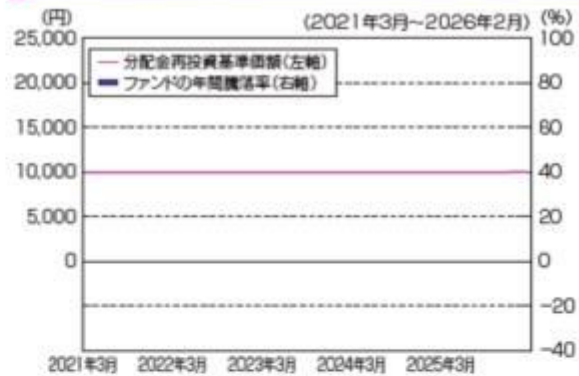 (円)
(2021年3月~2026年2月)
(%)
25,000
100
分配金再投資基準価額(左軸)
ファンドの年間騰落率(右軸)
20,000
80
15,000
60
10,000
40
5,000
20
0
0
-20
-40
2021年3月
2022年3月
2023年3月
2024年3月
2025年3月